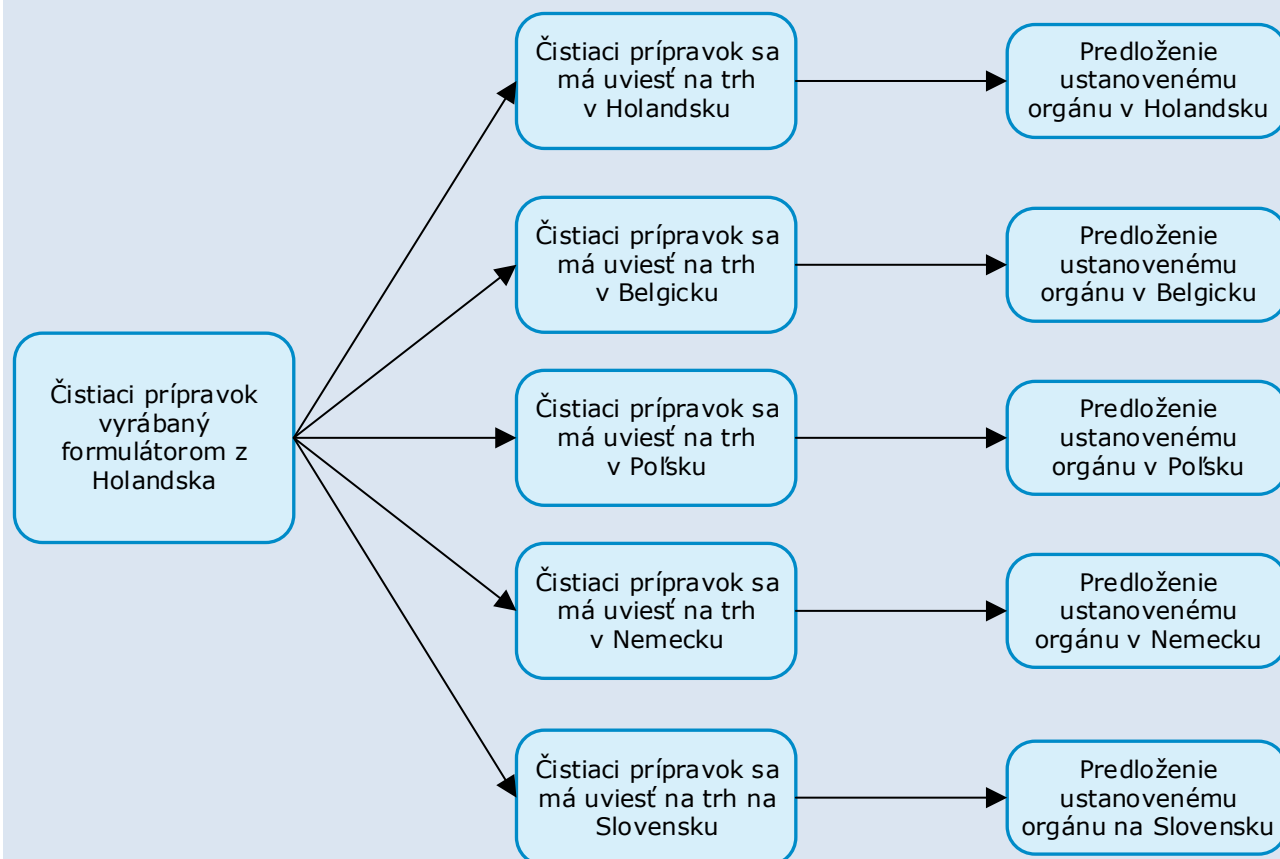 Čistiaci prípravok
vyrábaný
formulátorom z
Holandska
Čistiaci prípravok sa
má uviesť na trh
v Holandsku
Predloženie
ustanovenému
orgánu v Holandsku
Čistiaci prípravok sa
má uviesť na trh
v Belgicku
Predloženie
ustanovenému
orgánu v Belgicku
Čistiaci prípravok sa
má uviesť na trh
v Poľsku
Predloženie
ustanovenému
orgánu v Poľsku
Čistiaci prípravok sa
má uviesť na trh
v Nemecku
Predloženie
ustanovenému
orgánu v Nemecku
Čistiaci prípravok sa
má uviesť na trh na
Slovensku
Predloženie
ustanovenému
orgánu na Slovensku